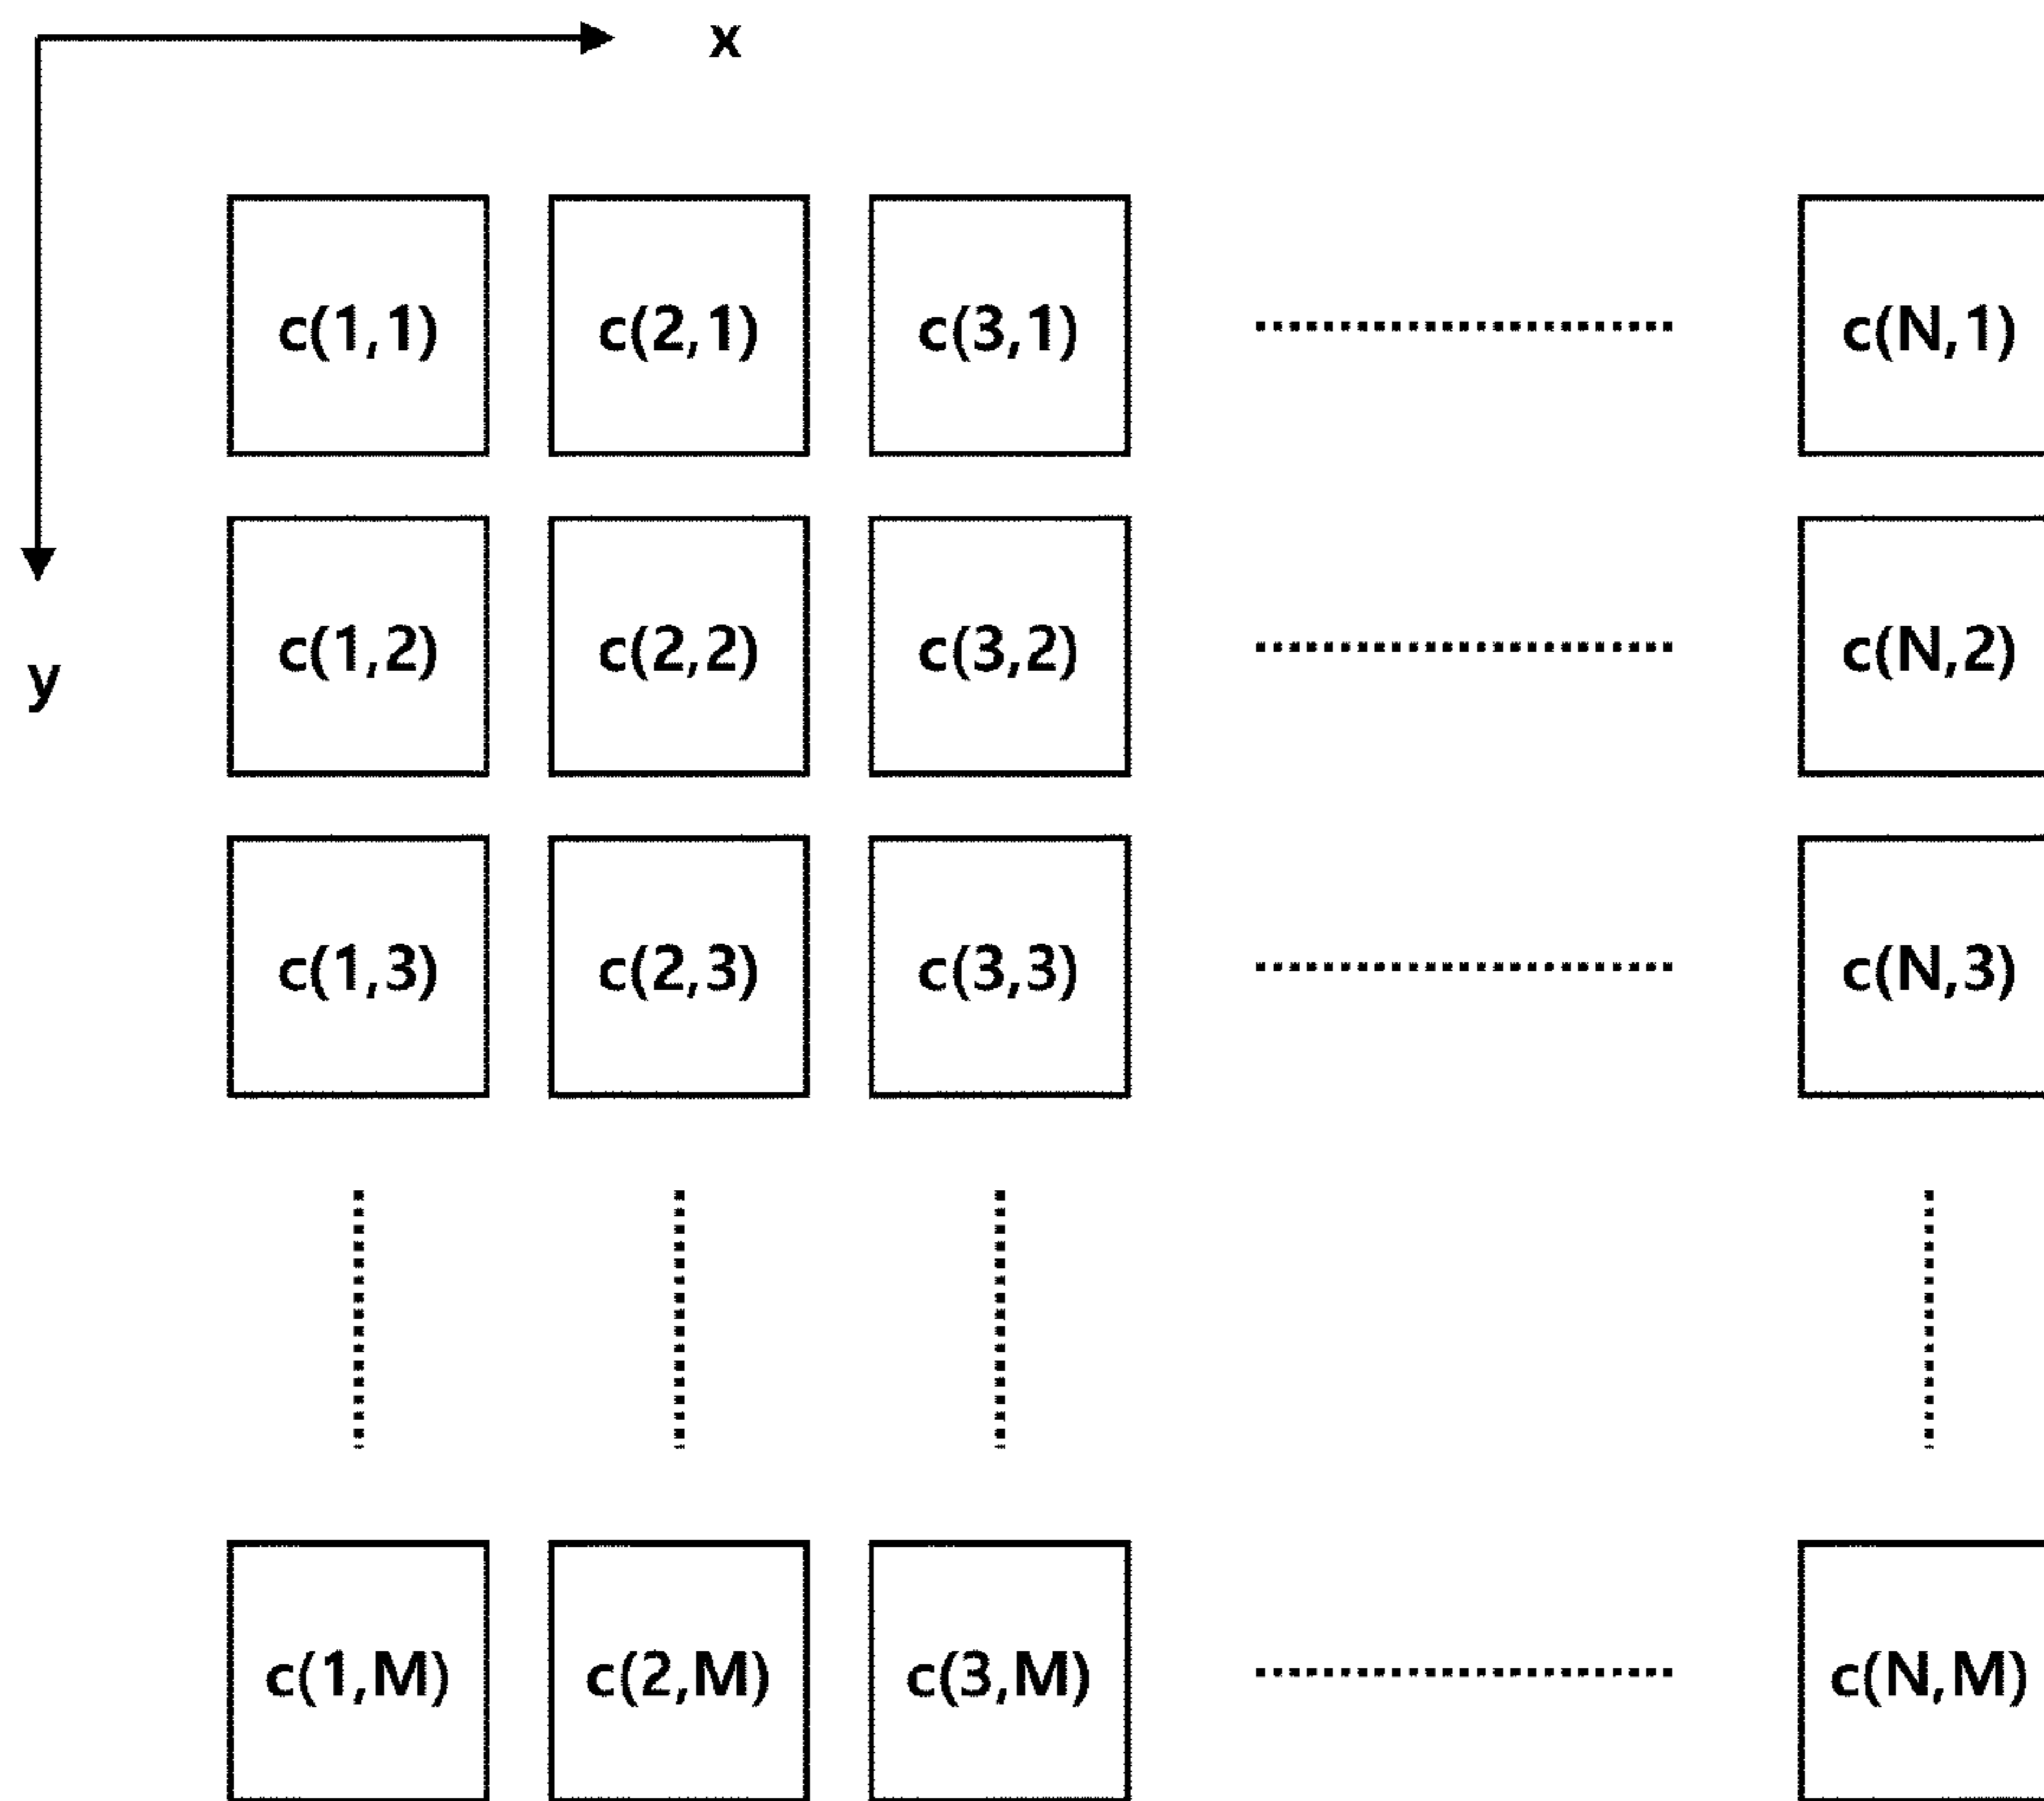 x
c(1,1) c(2,1) c(3,1) c(N,1)
y
c(1,2) c(2,2) c(3,2) c(N,2)
c(1,3) c(2,3) c(3,3) c(N,3)
c(1,M) c(2,M) c(3,M) c(N,M)